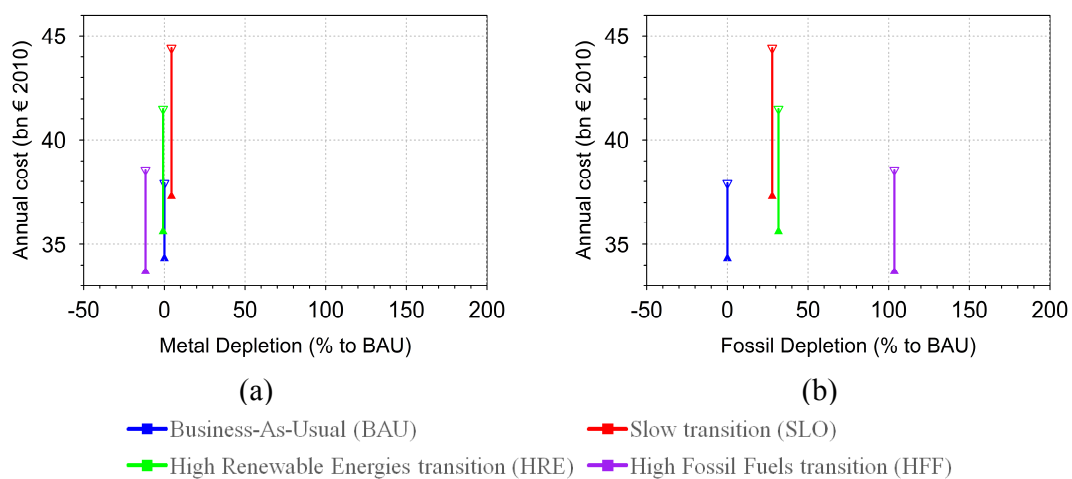 45
40
35
-50 0 50 100 150 200
Annual cost (bn € 2010)
Metal Depletion (% to BAU)
(a)
45
40
35
-50 0 50 100 150 200
Annual cost (bn € 2010)
Fossil Depletion (% to BAU)
(b)
Business-As-Usual (BAU)
Slow transition (SLO)
High Renewable Energies transition (HRE)
High Fossil Fuels transition (HFF)